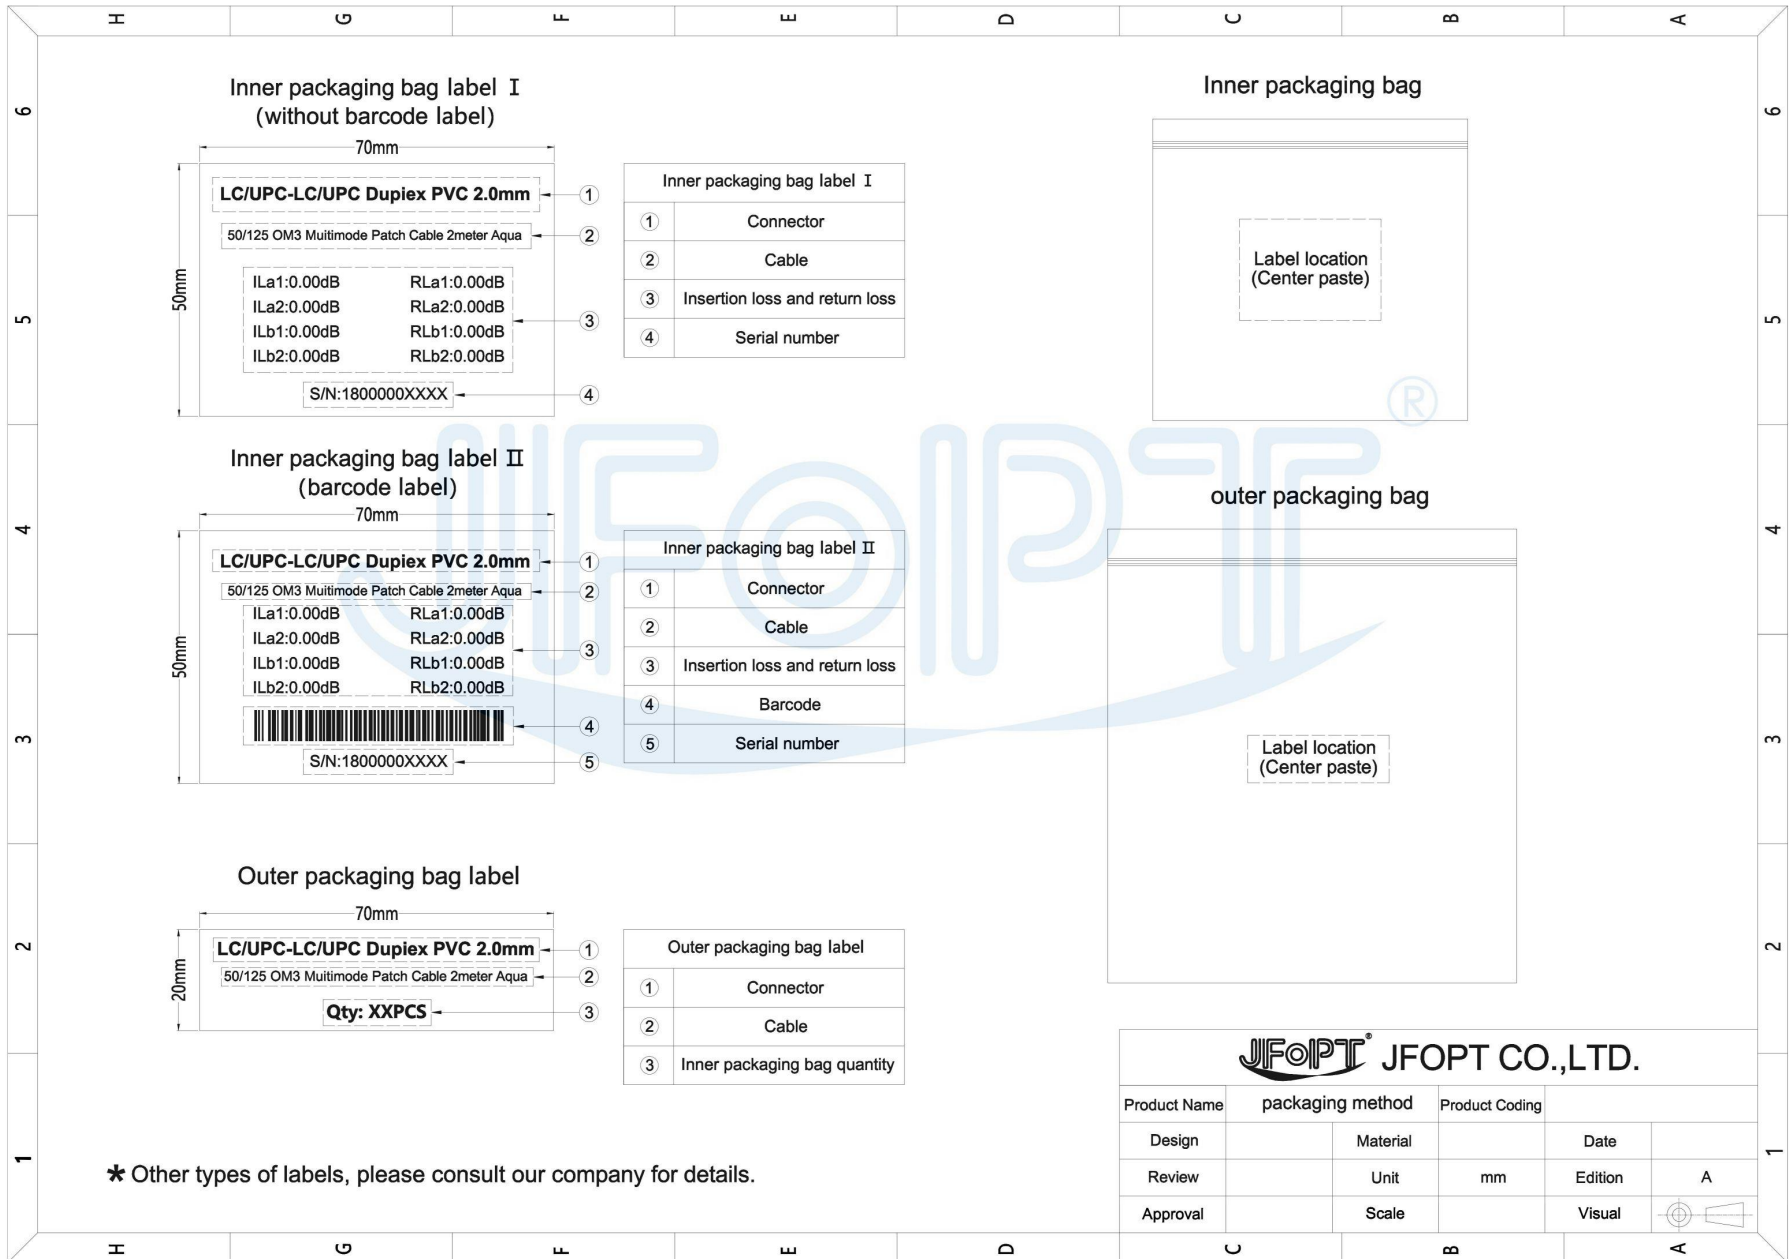 H G F E D C B A
6
5
4
3
2
1
Inner packaging bag label Ⅰ
(without barcode label)
70mm
50mm
LC/UPC-LC/UPC Dupiex PVC 2.0mm ①
50/125 OM3 Muitimode Patch Cable 2meter Aqua ②
ILa1:0.00dB RLa1:0.00dB
ILa2:0.00dB RLa2:0.00dB
ILb1:0.00dB RLb1:0.00dB
ILb2:0.00dB RLb2:0.00dB
③
S/N:1800000XXXX ④
Inner packaging bag label Ⅰ
① Connector
② Cable
③ Insertion loss and return loss
④ Serial number
Inner packaging bag
Label location
(Center paste)
Inner packaging bag label Ⅱ
(barcode label)
70mm
50mm
LC/UPC-LC/UPC Dupiex PVC 2.0mm ①
50/125 OM3 Muitimode Patch Cable 2meter Aqua ②
ILa1:0.00dB RLa1:0.00dB
ILa2:0.00dB RLa2:0.00dB
ILb1:0.00dB RLb1:0.00dB
ILb2:0.00dB RLb2:0.00dB
③
④
S/N:1800000XXXX ⑤
Inner packaging bag label Ⅱ
① Connector
② Cable
③ Insertion loss and return loss
④ Barcode
⑤ Serial number
outer packaging bag
Label location
(Center paste)
JFOPT®
Outer packaging bag label
70mm
20mm
LC/UPC-LC/UPC Dupiex PVC 2.0mm ①
50/125 OM3 Muitimode Patch Cable 2meter Aqua ②
Qty: XXPCS ③
Outer packaging bag label
① Connector
② Cable
③ Inner packaging bag quantity
* Other types of labels, please consult our company for details.
JFOPT® JFOPT CO.,LTD.
Product Name packaging method Product Coding
Design Material Date
Review Unit mm Edition A
Approval Scale Visual
6
5
4
3
2
1
H G F E D C B A